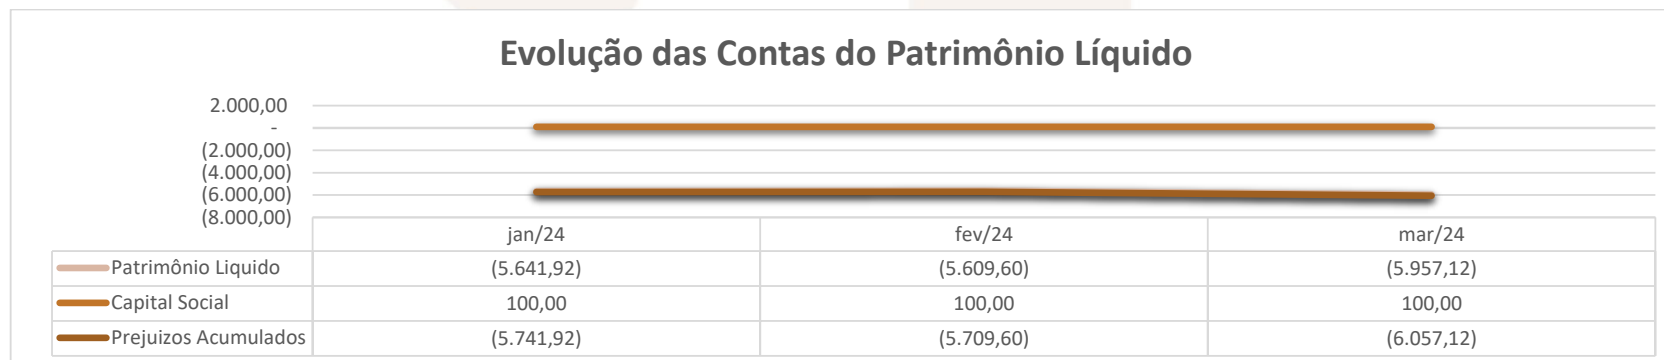 Evolução das Contas do Patrimônio Líquido
2.000,00
-
(2.000,00)
(4.000,00)
(6.000,00)
(8.000,00)
jan/24 fev/24 mar/24
Patrimônio Liquido (5.641,92) (5.609,60) (5.957,12)
Capital Social 100,00 100,00 100,00
Prejuizos Acumulados (5.741,92) (5.709,60) (6.057,12)